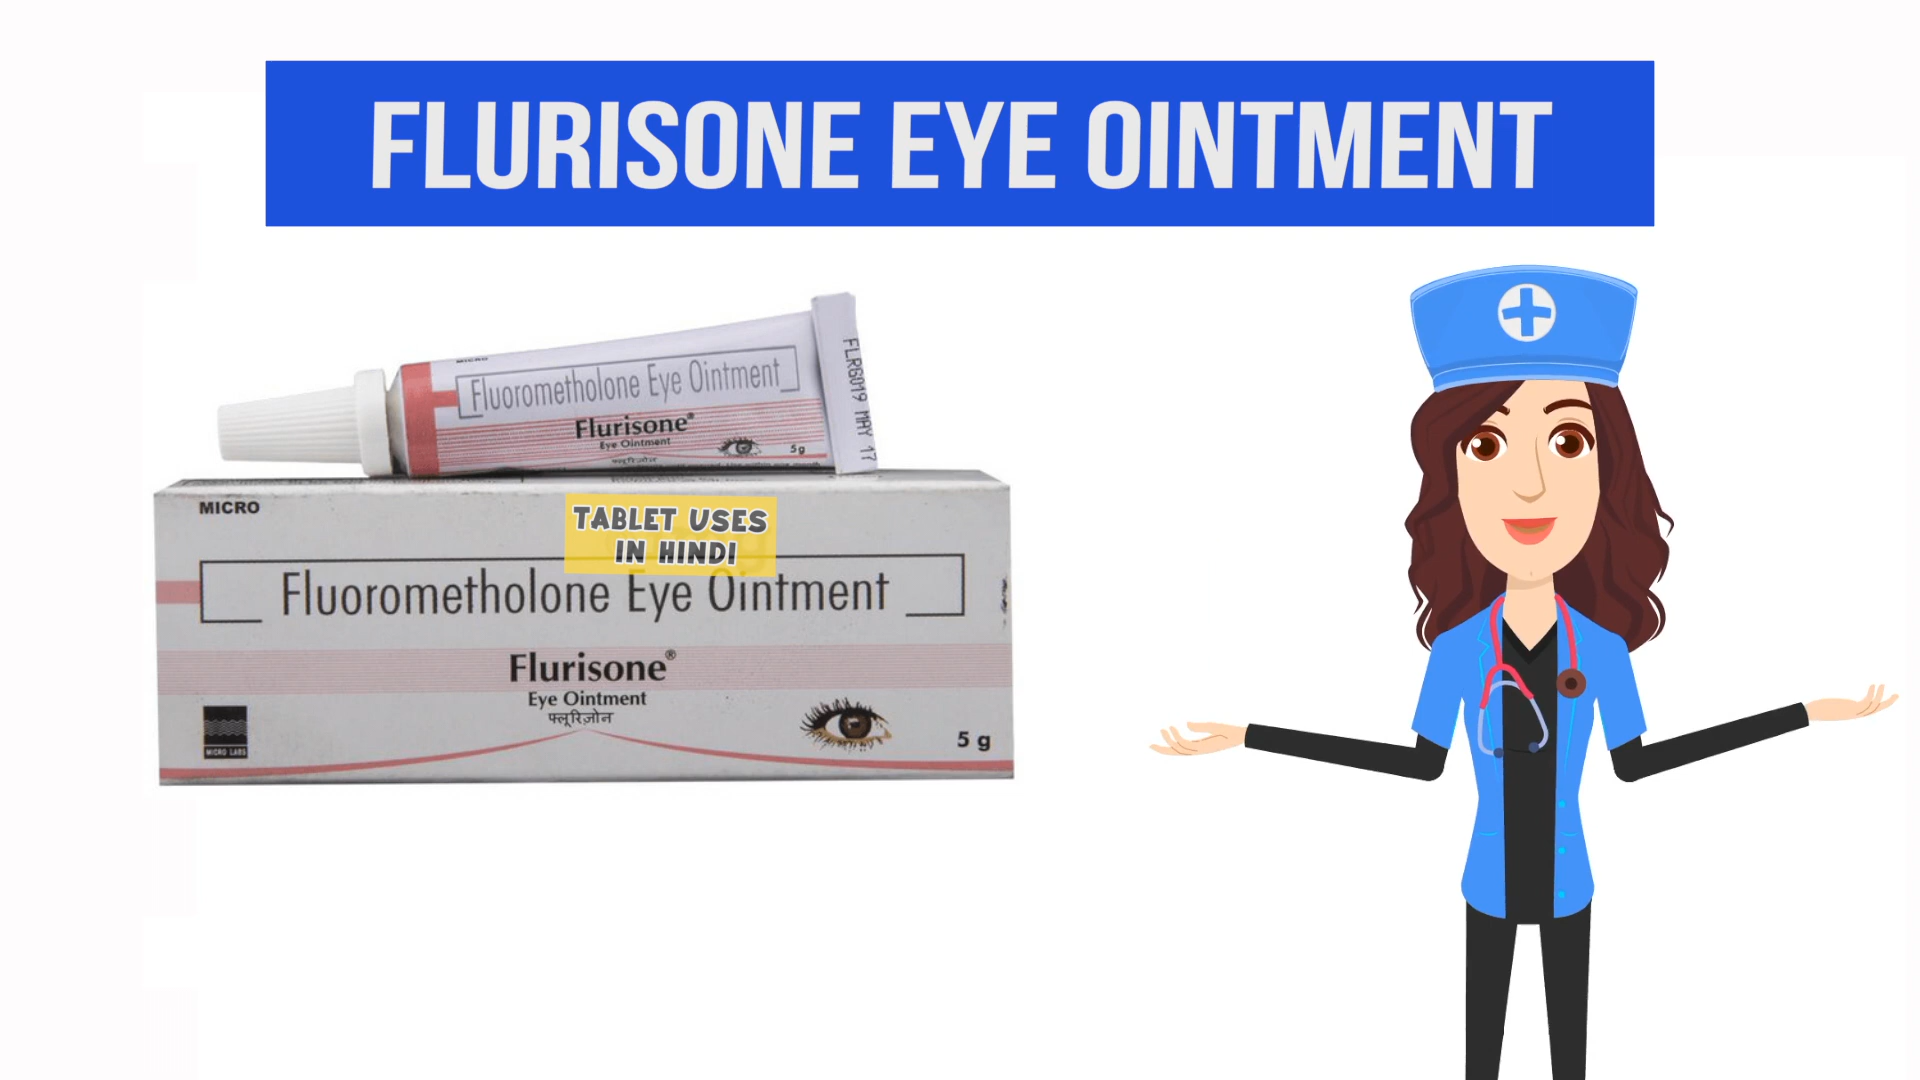 FLURISONE EYE OINTMENT
MICRO
Fluorometholone Eye Ointment
Flurisone®
Eye Ointment
फ्लूरिज़ोन
5g
FLR6019 MAY 17
MICRO
TABLET USES
IN HINDI
Fluorometholone Eye Ointment
Flurisone®
Eye Ointment
फ्लूरिज़ोन
MICRO LABS
5 g